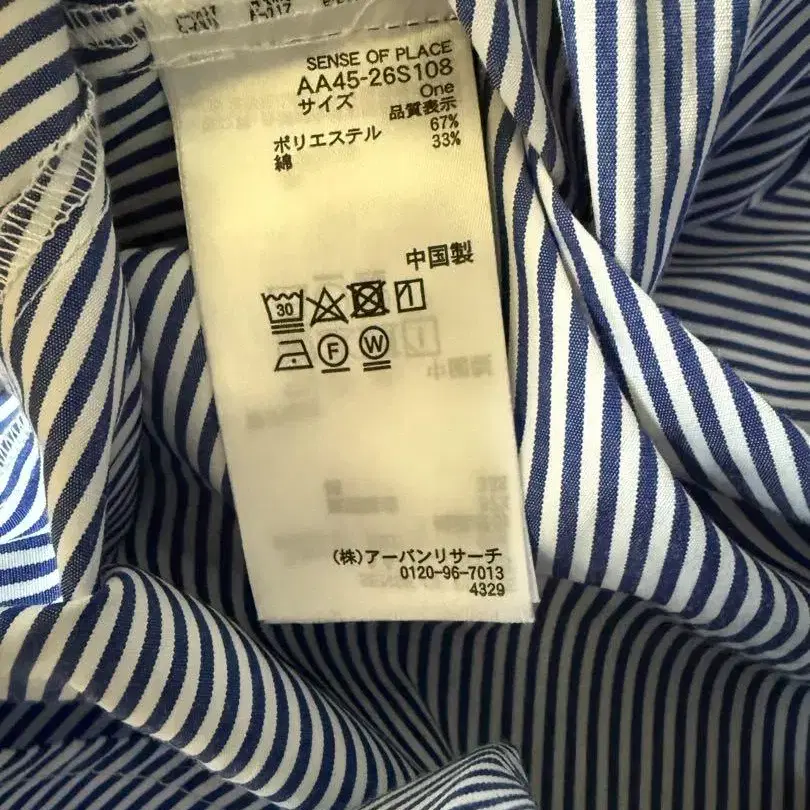 SENSE OF PLACE
AA45-26S108
サイズ One
品質表示
ポリエステル 67%
綿 33%
中国製
30
F W
(株)アーバンリサーチ
0120-96-7013
4329